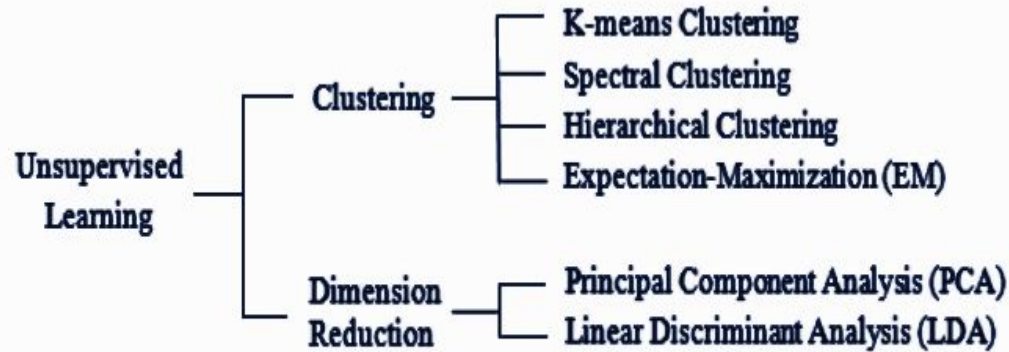 Unsupervised
Learning
Clustering
K-means Clustering
Spectral Clustering
Hierarchical Clustering
Expectation-Maximization (EM)
Dimension
Reduction
Principal Component Analysis (PCA)
Linear Discriminant Analysis (LDA)